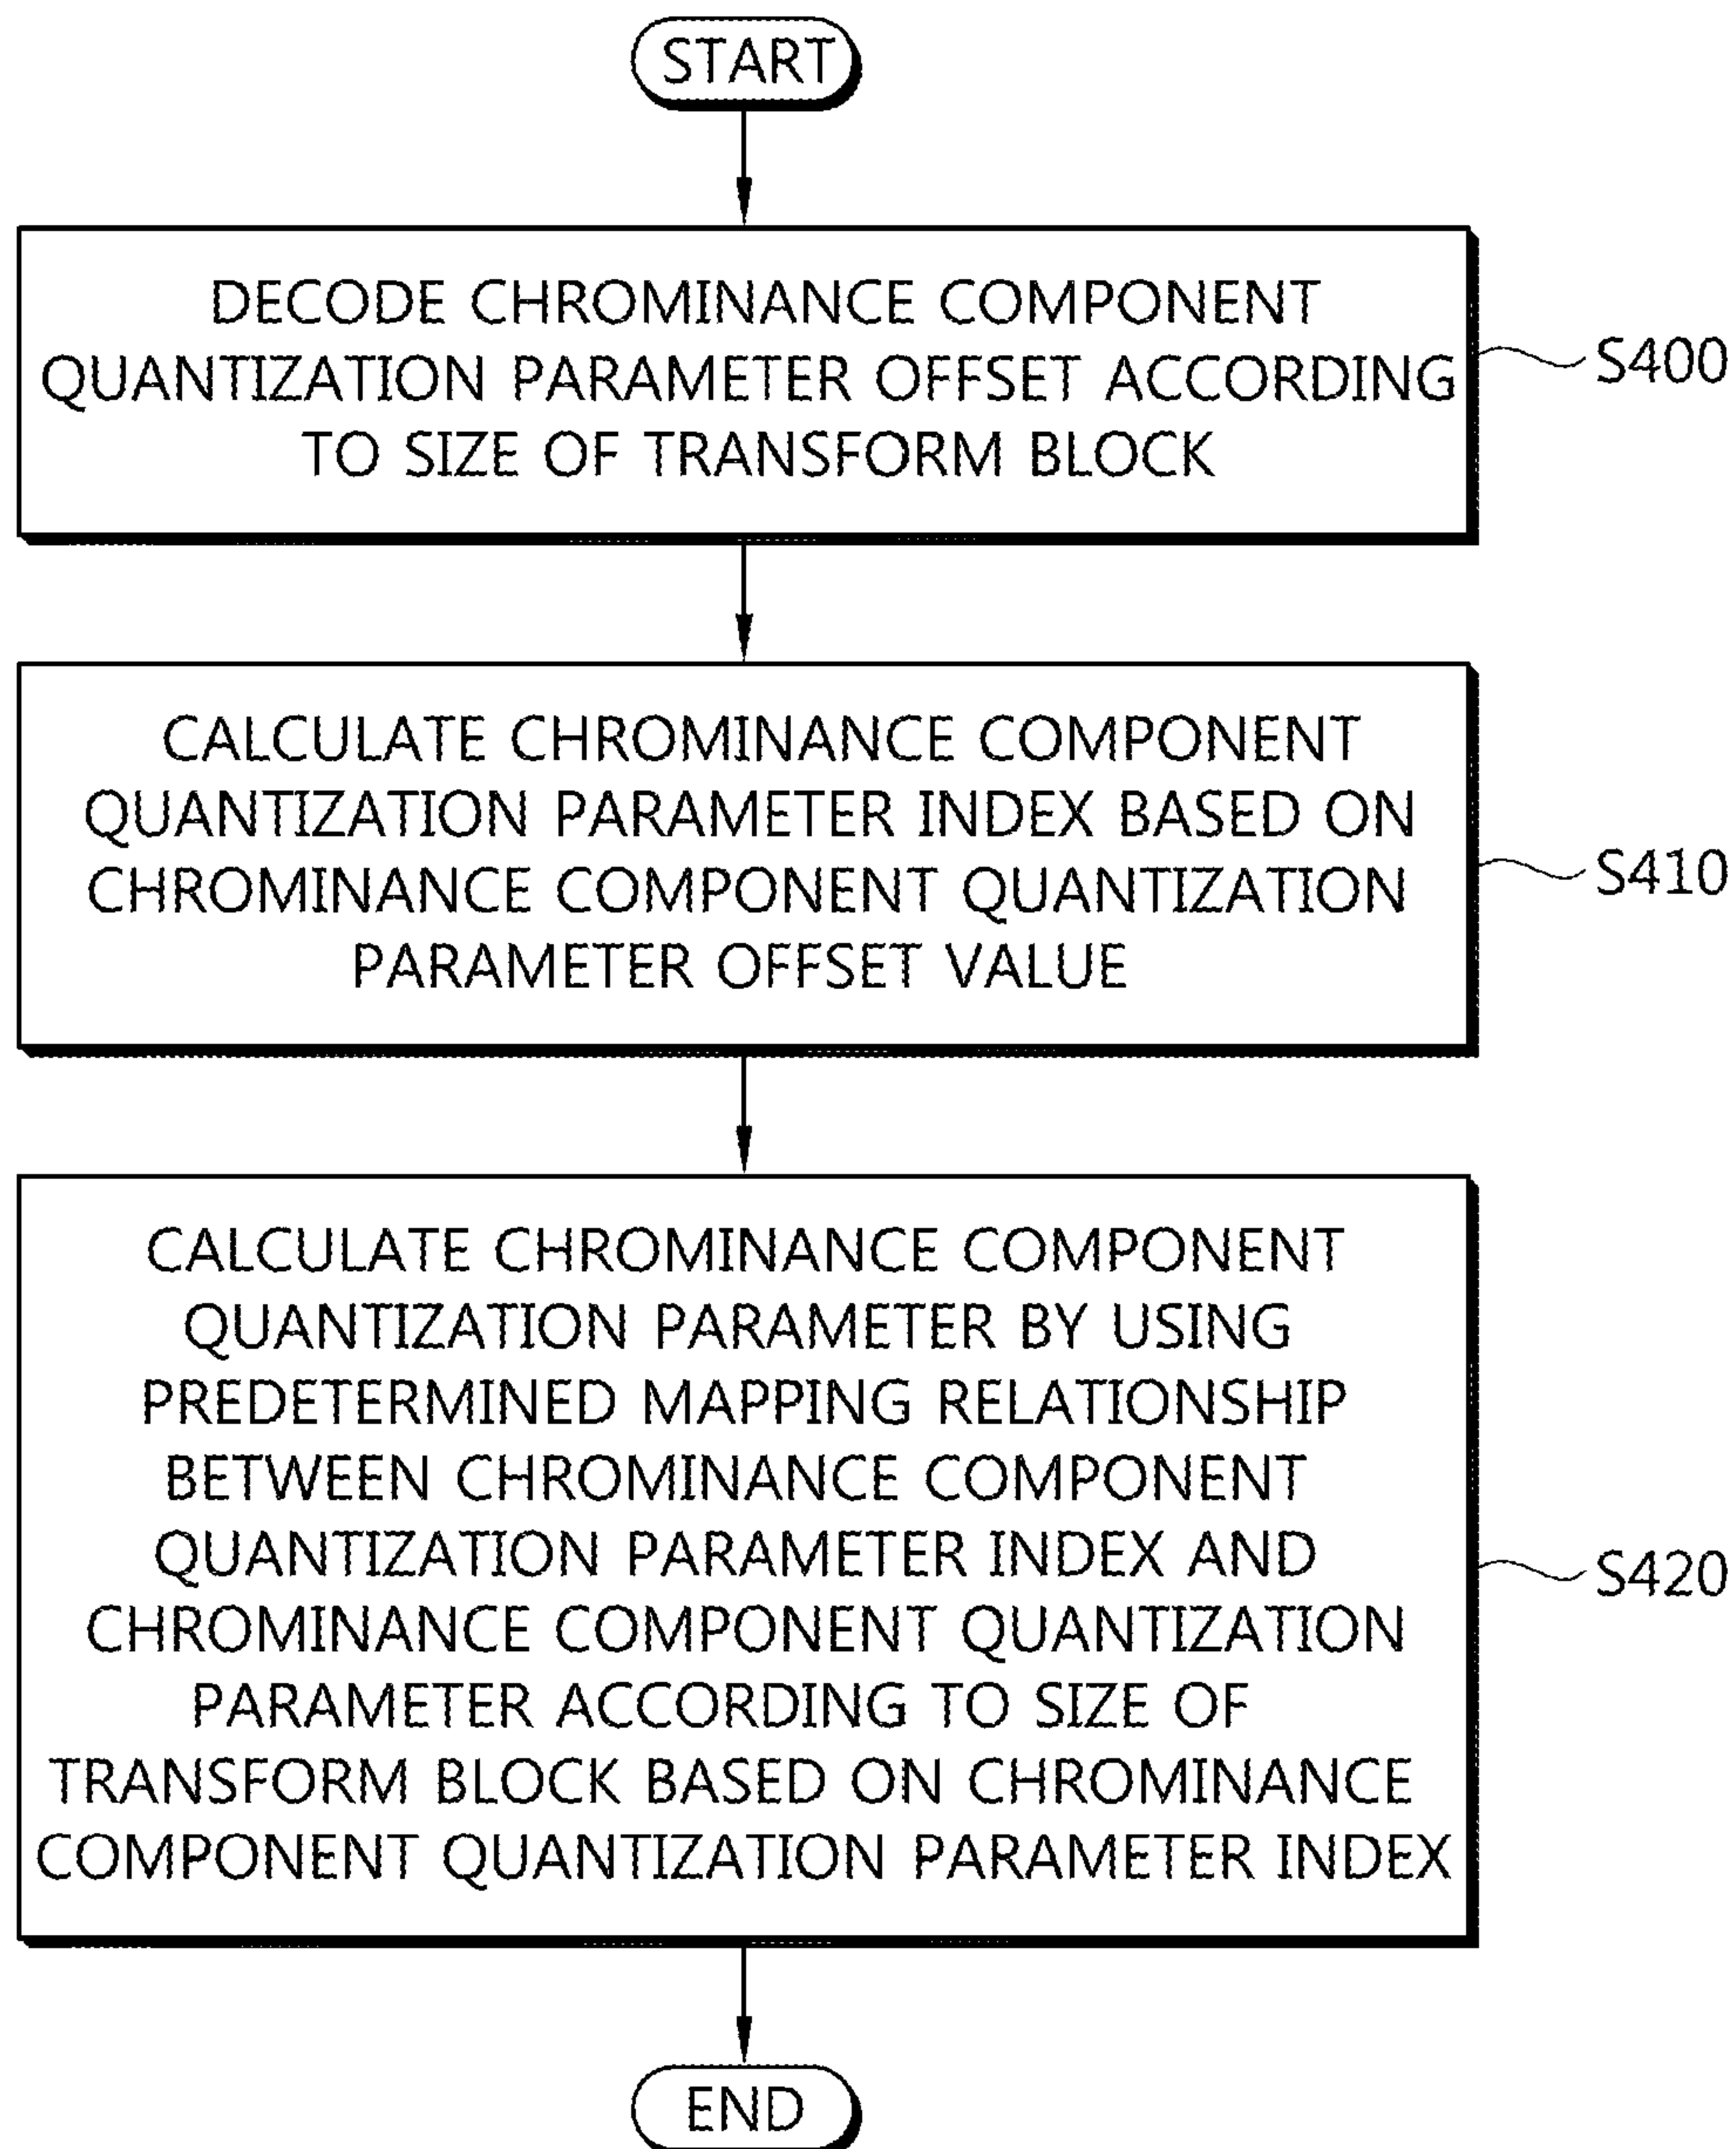 START
DECODE CHROMINANCE COMPONENT
QUANTIZATION PARAMETER OFFSET ACCORDING
TO SIZE OF TRANSFORM BLOCK
S400
CALCULATE CHROMINANCE COMPONENT
QUANTIZATION PARAMETER INDEX BASED ON
CHROMINANCE COMPONENT QUANTIZATION
PARAMETER OFFSET VALUE
S410
CALCULATE CHROMINANCE COMPONENT
QUANTIZATION PARAMETER BY USING
PREDETERMINED MAPPING RELATIONSHIP
BETWEEN CHROMINANCE COMPONENT
QUANTIZATION PARAMETER INDEX AND
CHROMINANCE COMPONENT QUANTIZATION
PARAMETER ACCORDING TO SIZE OF
TRANSFORM BLOCK BASED ON CHROMINANCE
COMPONENT QUANTIZATION PARAMETER INDEX
S420
END